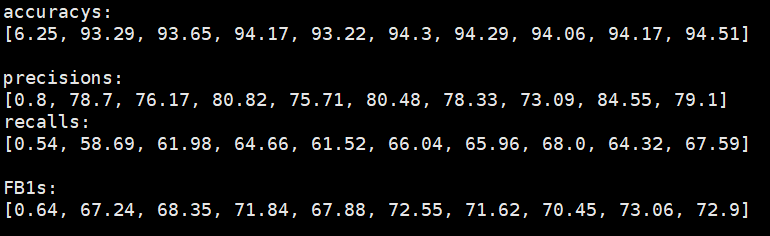 accuracys:
[6.25, 93.29, 93.65, 94.17, 93.22, 94.3, 94.29, 94.06, 94.17, 94.51]
precisions:
[0.8, 78.7, 76.17, 80.82, 75.71, 80.48, 78.33, 73.09, 84.55, 79.1]
recalls:
[0.54, 58.69, 61.98, 64.66, 61.52, 66.04, 65.96, 68.0, 64.32, 67.59]
FB1s:
[0.64, 67.24, 68.35, 71.84, 67.88, 72.55, 71.62, 70.45, 73.06, 72.9]